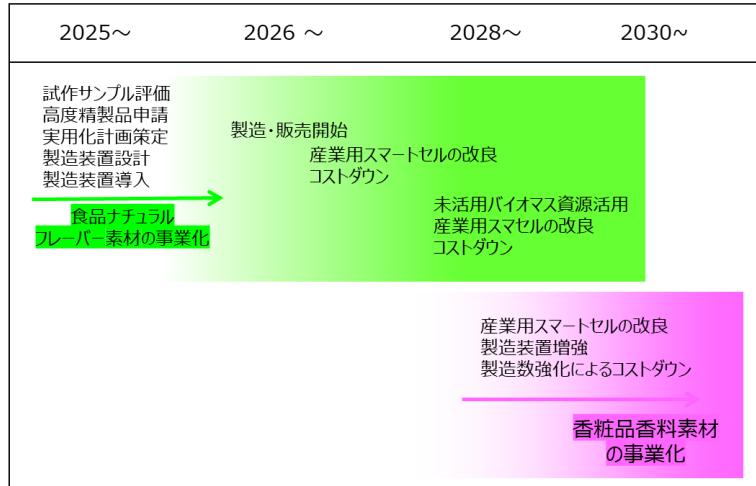 2025～
2026 ～
2028～
2030~
試作サンプル評価
高度精製品申請
実用化計画策定
製造装置設計
製造装置導入
食品ナチュラル
フレーバー素材の事業化
製造・販売開始
産業用スマートセルの改良
コストダウン
未活用バイオマス資源活用
産業用スマセルの改良
コストダウン
産業用スマートセルの改良
製造装置増強
製造数強化によるコストダウン
香粧品香料素材
の事業化